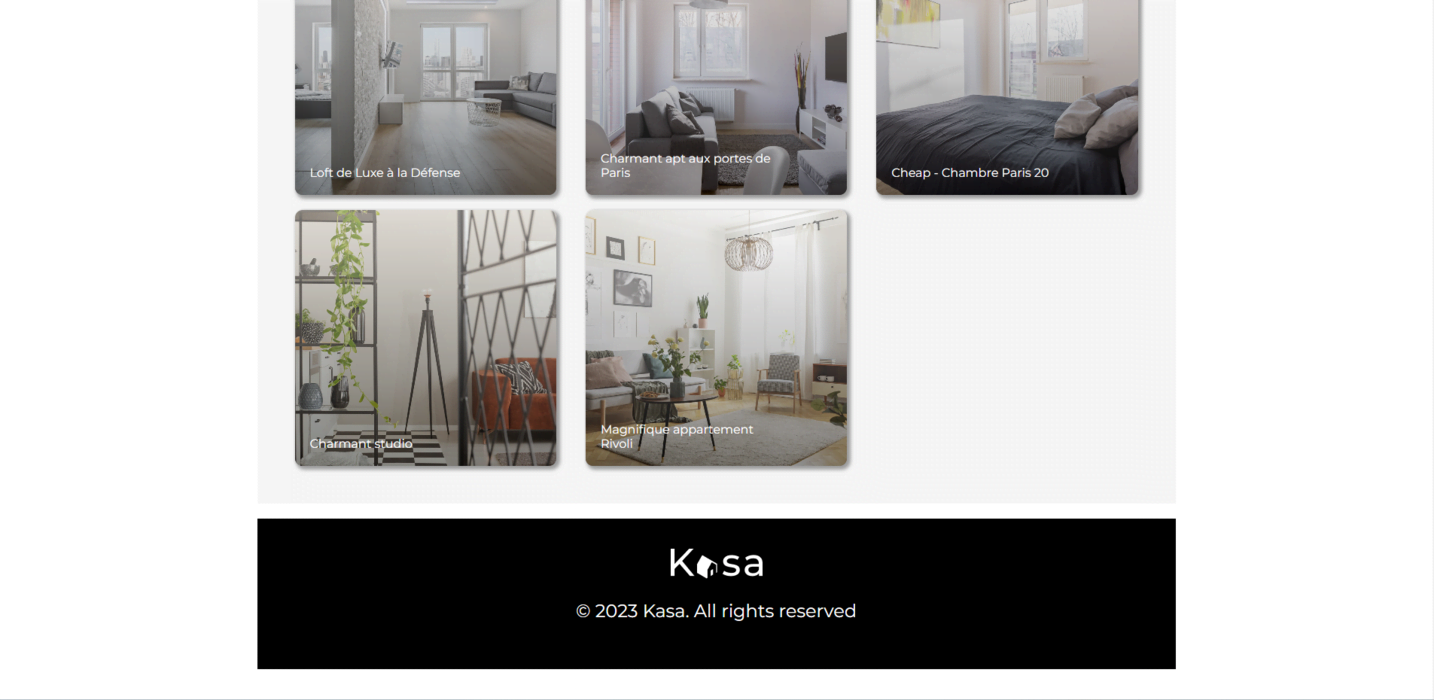 Loft de Luxe à la Défense
Charmant apt aux portes de
Paris
Cheap - Chambre Paris 20
Charmant studio
Magnifique appartement
Rivoli
Kasa
© 2023 Kasa. All rights reserved